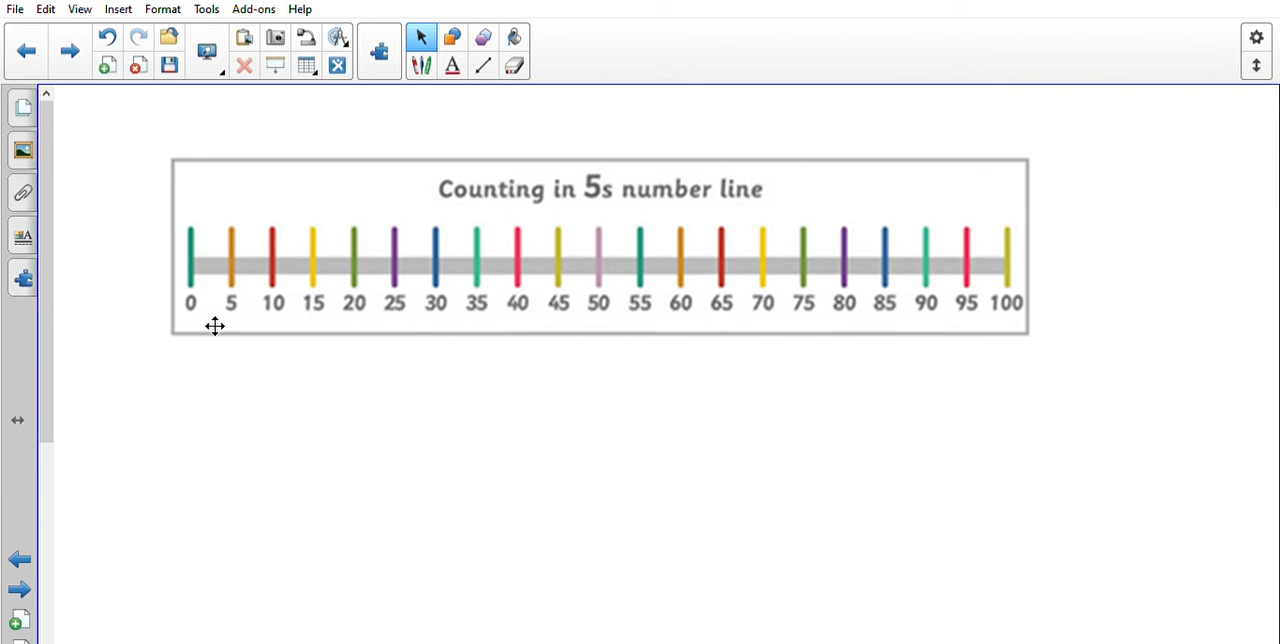 File Edit View Insert Format Tools Add-ons Help
Counting in 5s number line
0 5 10 15 20 25 30 35 40 45 50 55 60 65 70 75 80 85 90 95 100